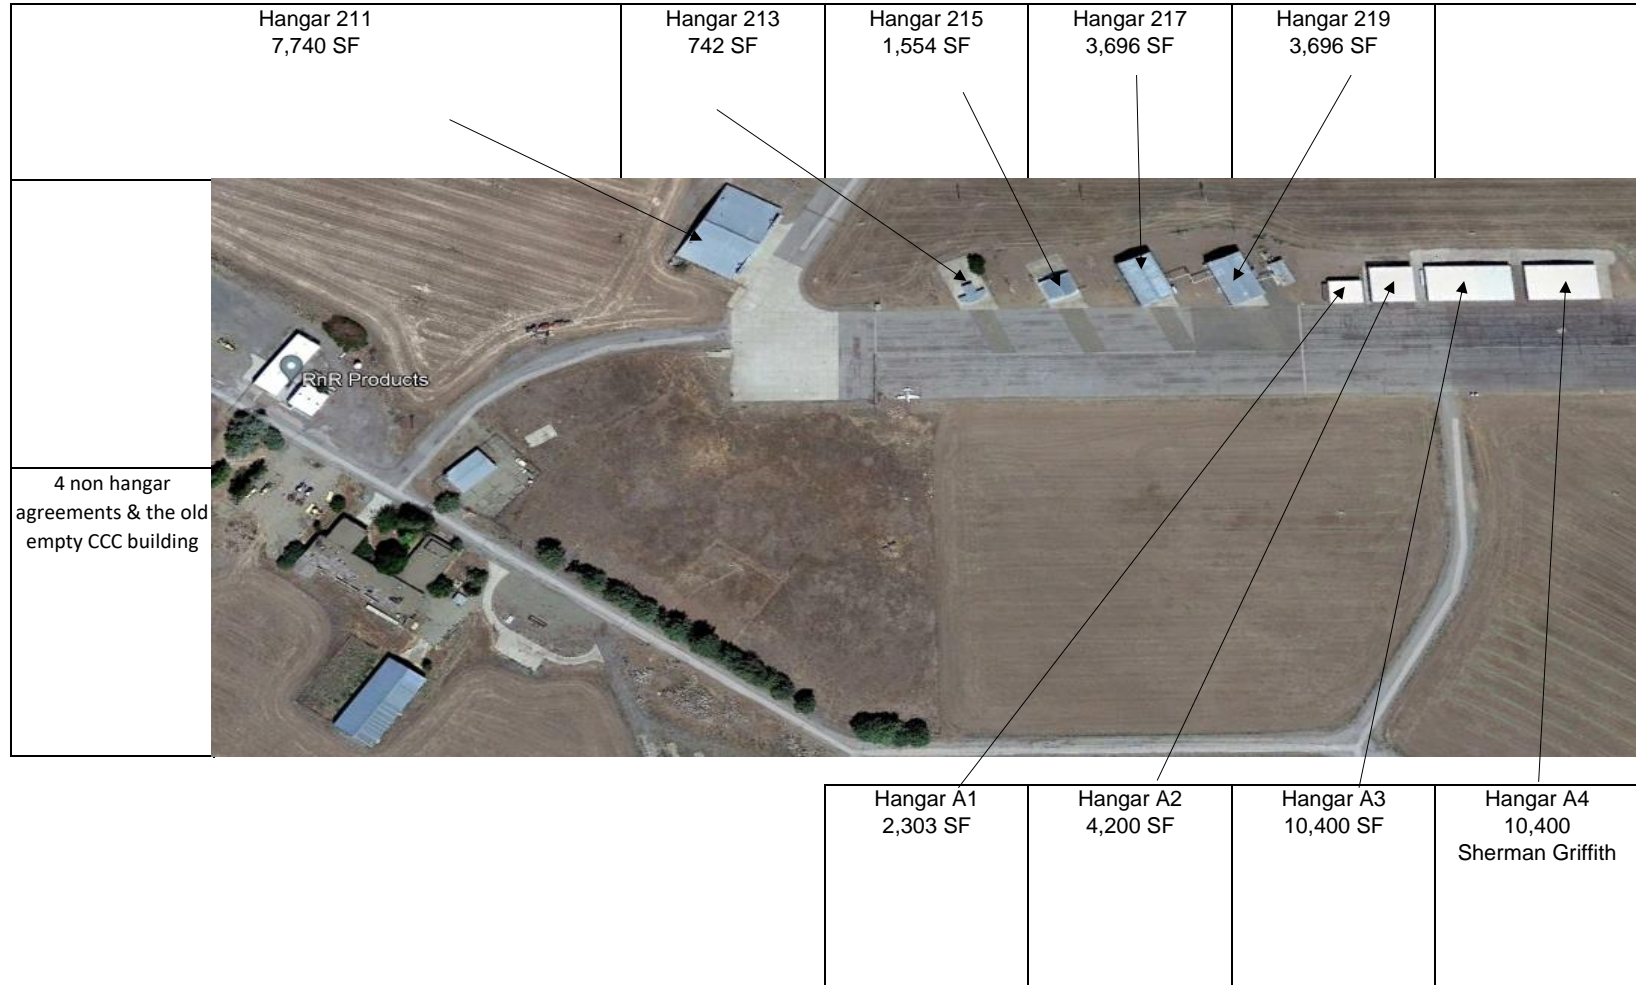 Hangar 211
7,740 SF
Hangar 213
742 SF
Hangar 215
1,554 SF
Hangar 217
3,696 SF
Hangar 219
3,696 SF
RnR Products
4 non hangar
agreements & the old
empty CCC building
Hangar A1
2,303 SF
Hangar A2
4,200 SF
Hangar A3
10,400 SF
Hangar A4
10,400
Sherman Griffith